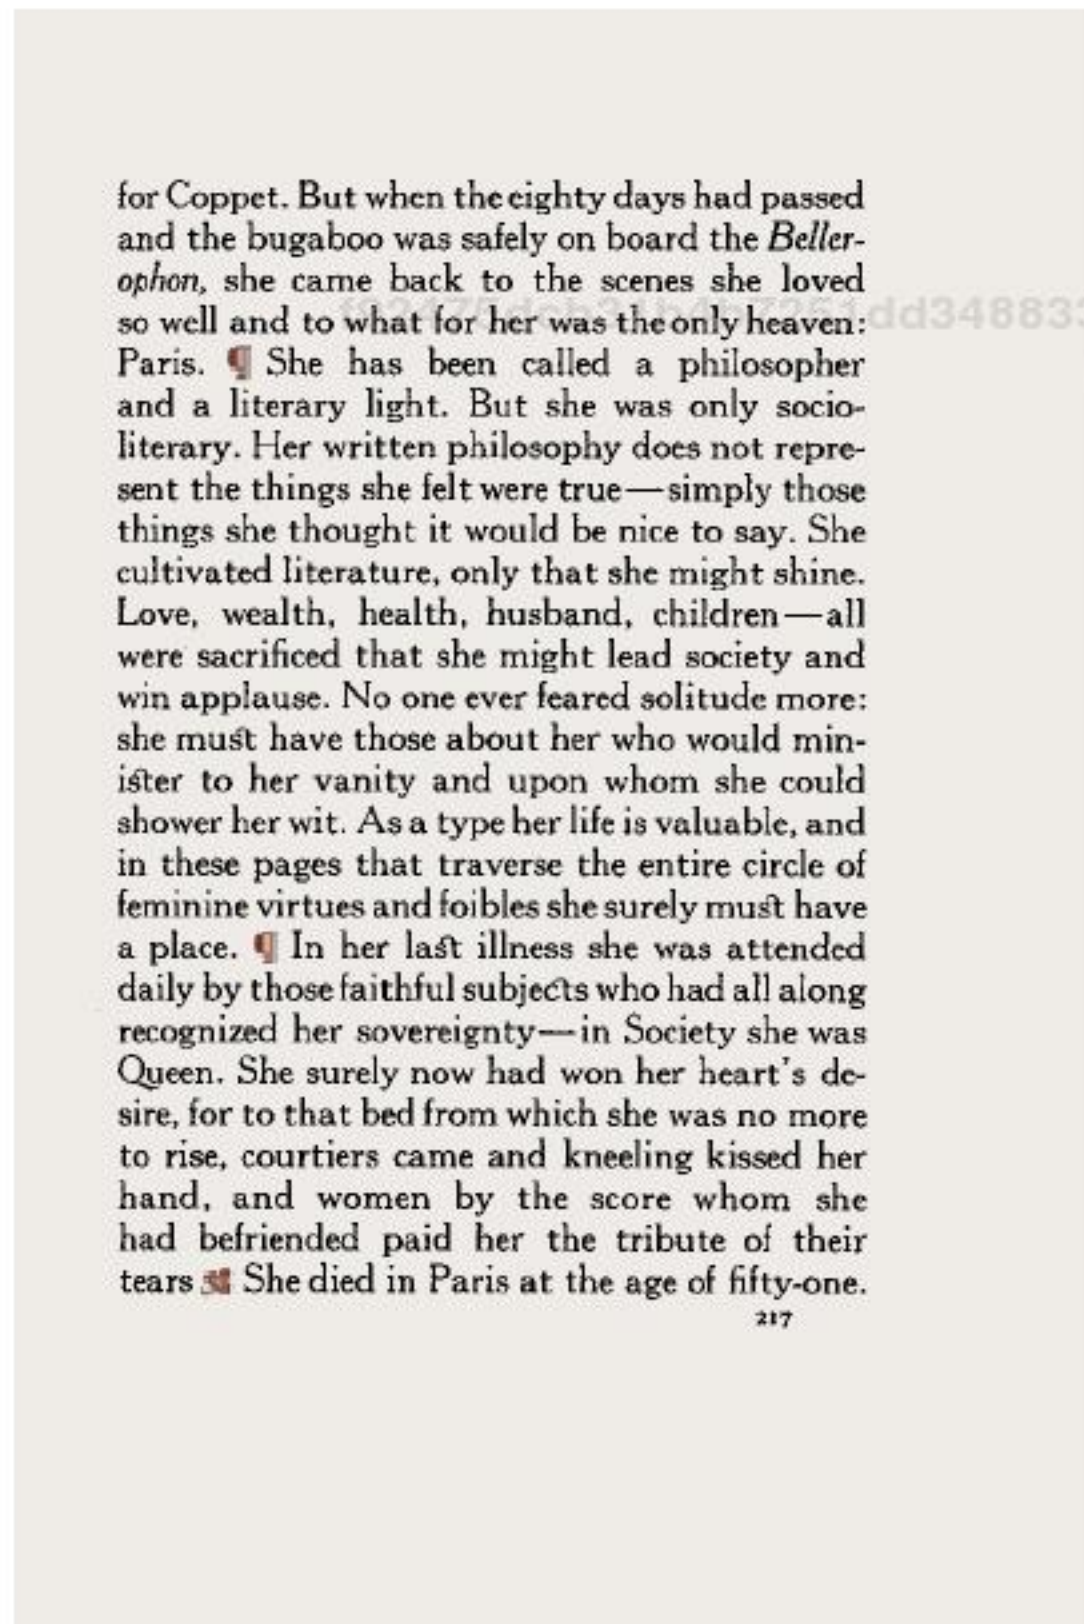 for Coppet. But when the eighty days had passed
and the bugaboo was safely on board the Beller-
ophon, she came back to the scenes she loved
so well and to what for her was the only heaven:
Paris. ¶ She has been called a philosopher
and a literary light. But she was only socio-
literary. Her written philosophy does not repre-
sent the things she felt were true—simply those
things she thought it would be nice to say. She
cultivated literature, only that she might shine.
Love, wealth, health, husband, children—all
were sacrificed that she might lead society and
win applause. No one ever feared solitude more:
she must have those about her who would min-
ister to her vanity and upon whom she could
shower her wit. As a type her life is valuable, and
in these pages that traverse the entire circle of
feminine virtues and foibles she surely must have
a place. ¶ In her last illness she was attended
daily by those faithful subjects who had all along
recognized her sovereignty—in Society she was
Queen. She surely now had won her heart's de-
sire, for to that bed from which she was no more
to rise, courtiers came and kneeling kissed her
hand, and women by the score whom she
had befriended paid her the tribute of their
tears ❦ She died in Paris at the age of fifty-one.
217